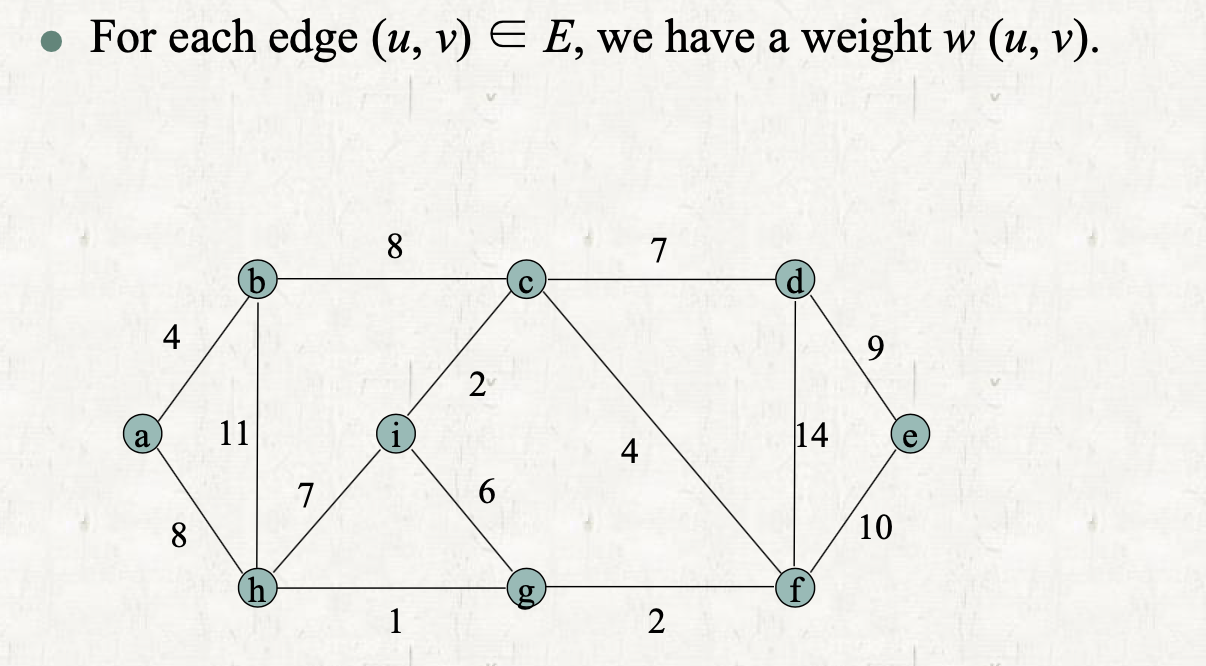 ● For each edge (u, v) ∈ E, we have a weight w (u, v).
8
7
b
c
d
4
9
2
a
11
i
4
14
e
7
6
8
10
h
g
f
1
2